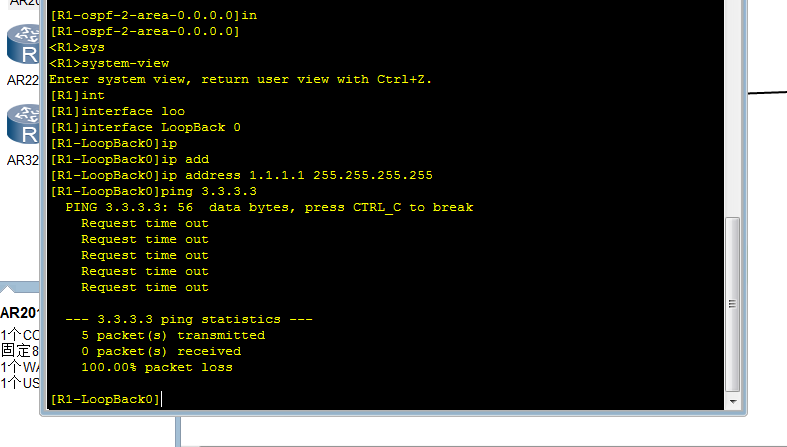 [R1-ospf-2-area-0.0.0.0]in
[R1-ospf-2-area-0.0.0.0]
<R1>sys
<R1>system-view
Enter system view, return user view with Ctrl+Z.
[R1]int
[R1]interface loo
[R1]interface LoopBack 0
[R1-LoopBack0]ip
[R1-LoopBack0]ip add
[R1-LoopBack0]ip address 1.1.1.1 255.255.255.255
[R1-LoopBack0]ping 3.3.3.3
  PING 3.3.3.3: 56  data bytes, press CTRL_C to break
    Request time out
    Request time out
    Request time out
    Request time out
    Request time out

  --- 3.3.3.3 ping statistics ---
    5 packet(s) transmitted
    0 packet(s) received
    100.00% packet loss

[R1-LoopBack0]
R
AR22
R
AR32
AR201
1个CO
固定8
1个WA
1个US